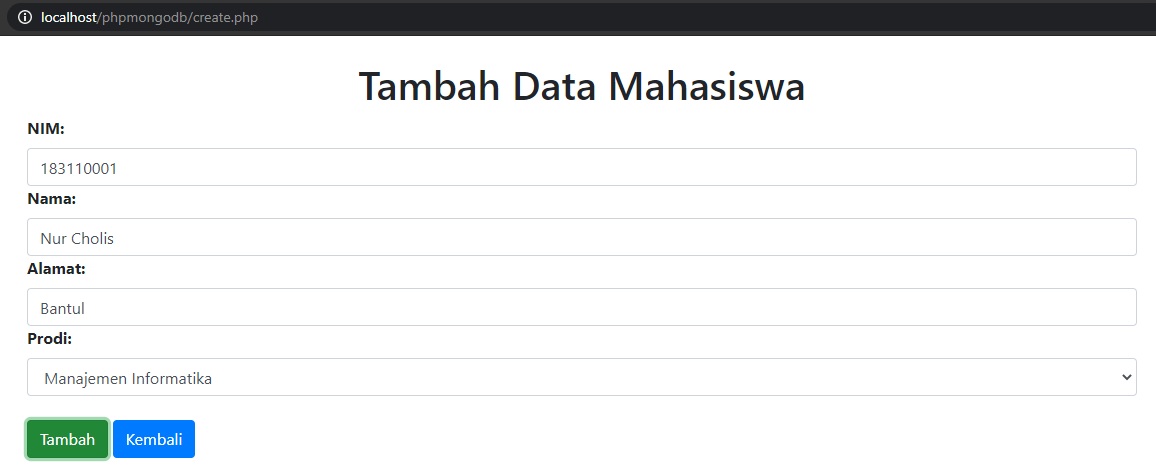 localhost/phpmongodb/create.php
Tambah Data Mahasiswa
NIM:
183110001
Nama:
Nur Cholis
Alamat:
Bantul
Prodi:
Manajemen Informatika
Tambah Kembali